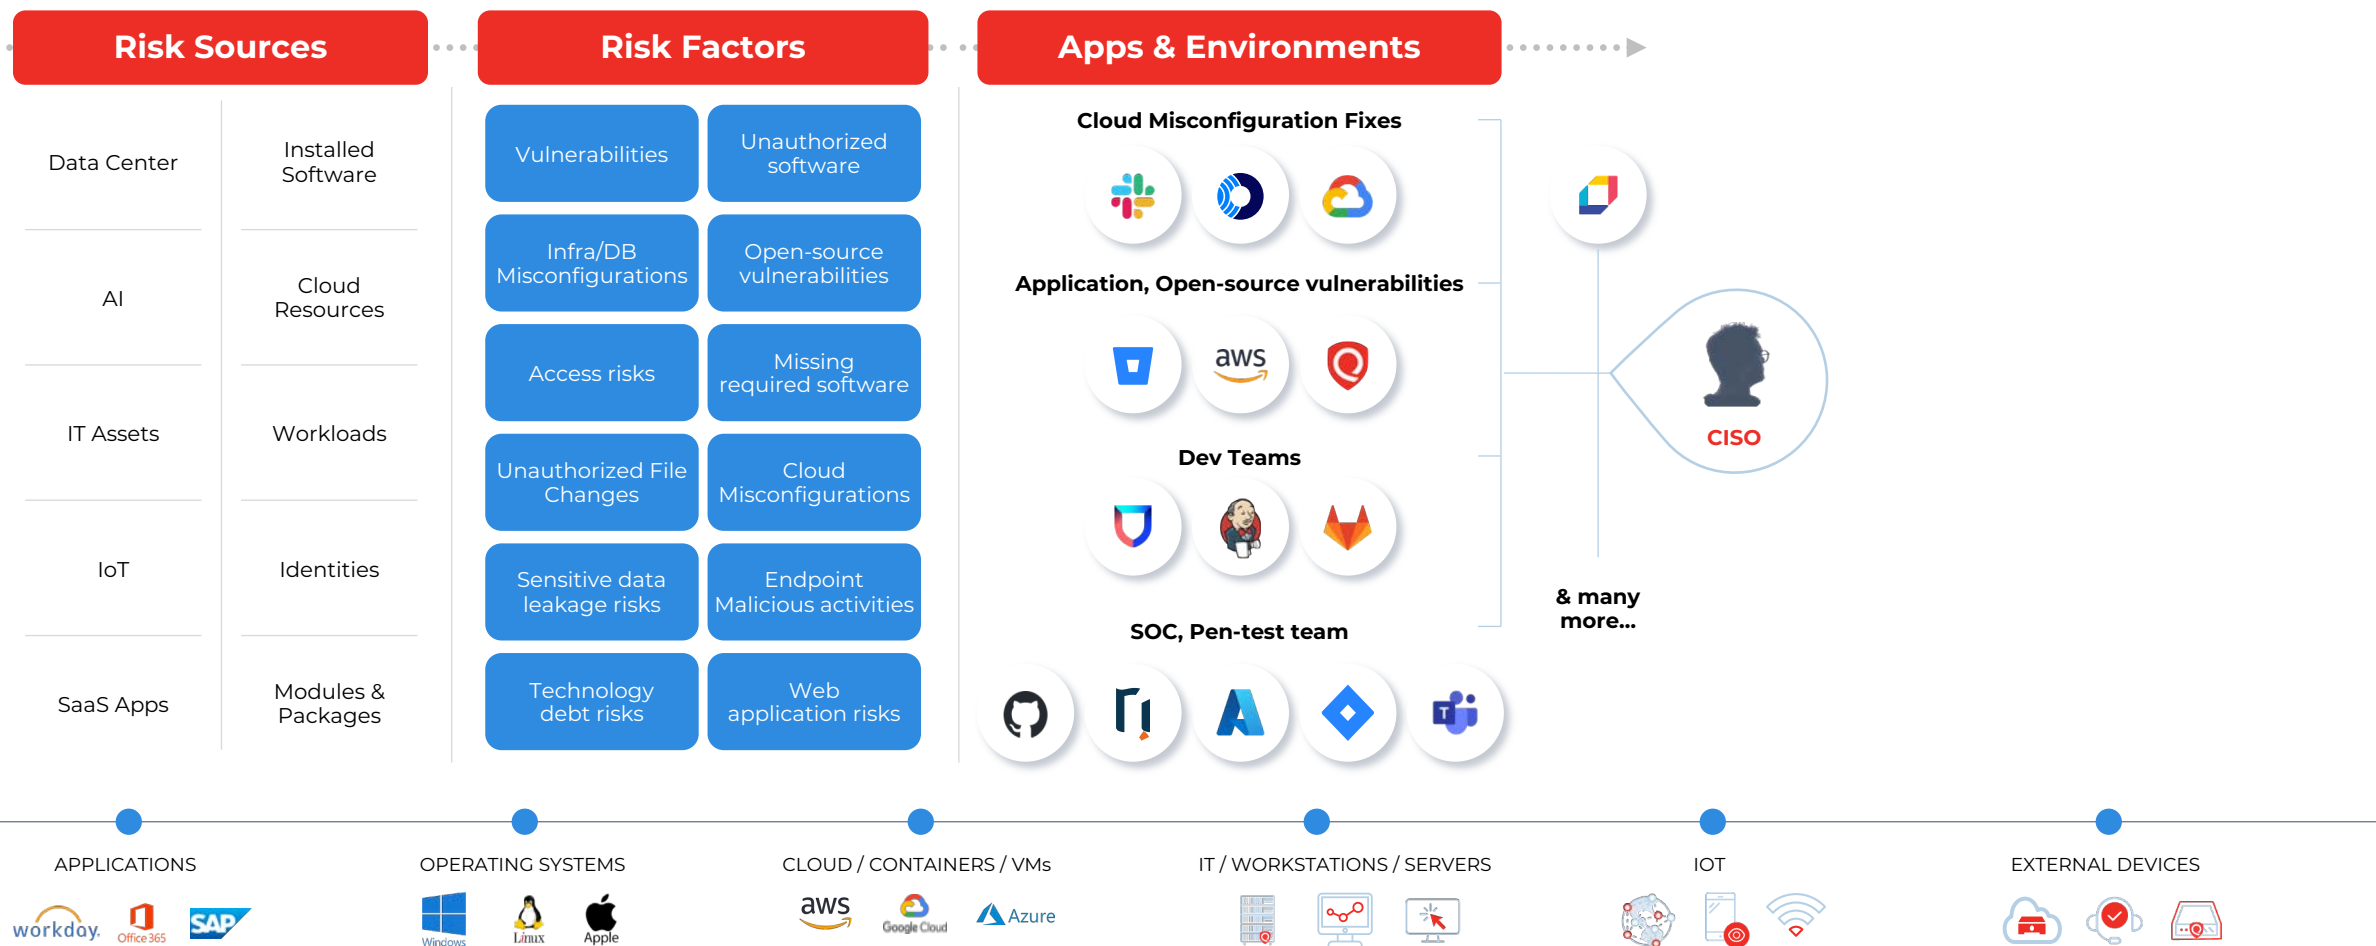 Risk Sources
Risk Factors
Apps & Environments
Data Center
Installed
Software
AI
Cloud
Resources
IT Assets
Workloads
IoT
Identities
SaaS Apps
Modules &
Packages
Vulnerabilities
Unauthorized
software
Infra/DB
Misconfigurations
Open-source
vulnerabilities
Access risks
Missing
required software
Unauthorized File
Changes
Cloud
Misconfigurations
Sensitive data
leakage risks
Endpoint
Malicious activities
Technology
debt risks
Web
application risks
Cloud Misconfiguration Fixes
Application, Open-source vulnerabilities
aws
Dev Teams
SOC, Pen-test team
T
CISO
& many
more...
APPLICATIONS
workday.
Office 365
SAP
OPERATING SYSTEMS
Windows
Linux
Apple
CLOUD / CONTAINERS / VMs
aws
Google Cloud
Azure
IT / WORKSTATIONS / SERVERS
IOT
EXTERNAL DEVICES